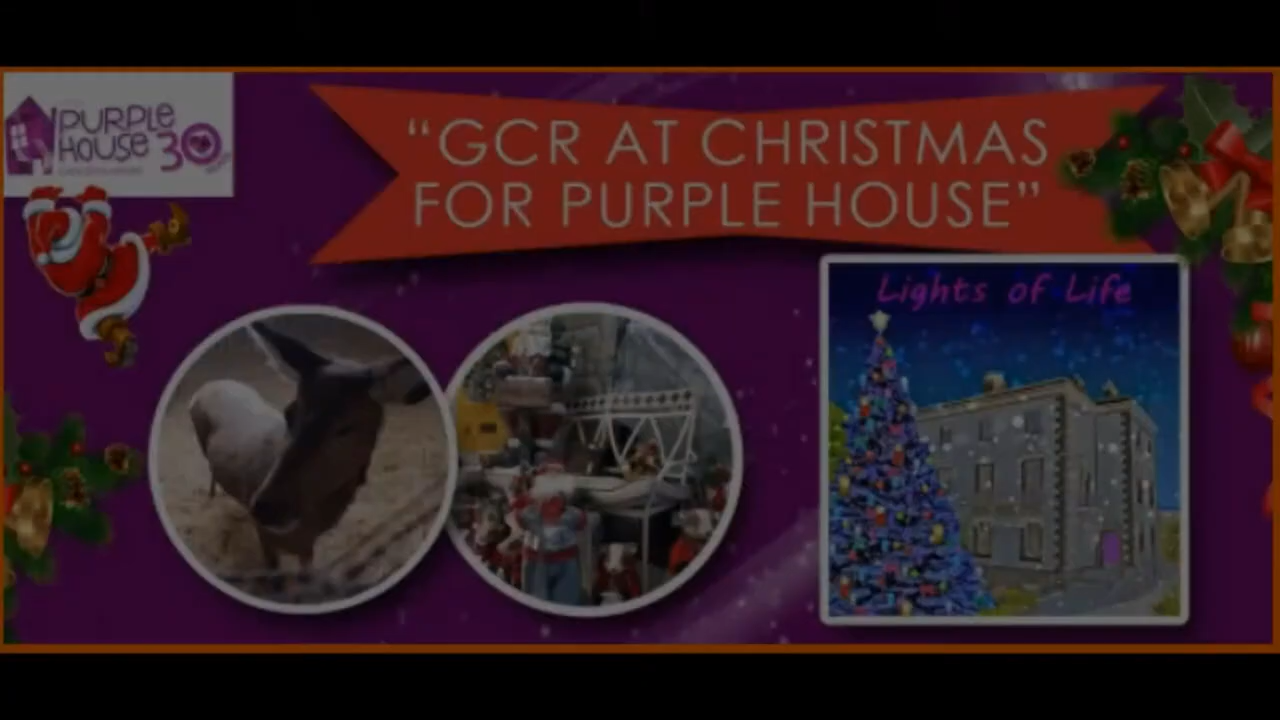 PURPLE
HOUSE 30
“GCR AT CHRISTMAS
FOR PURPLE HOUSE”
Lights of Life